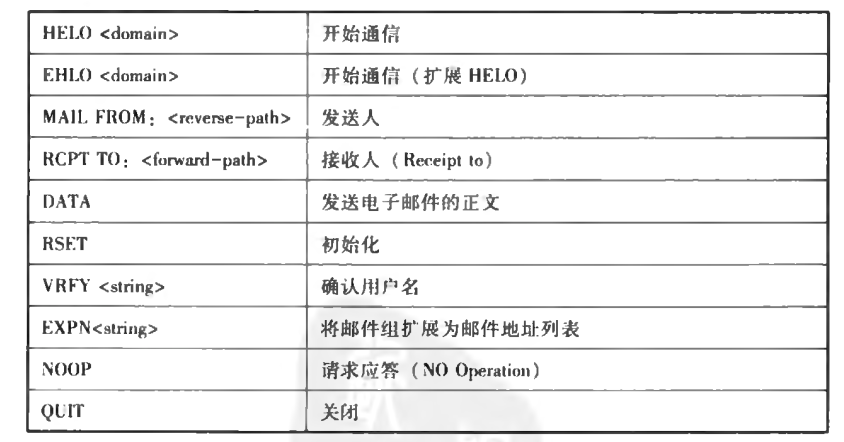 HELO <domain> 开始通信
EHLO <domain> 开始通信（扩展 HELO）
MAIL FROM：<reverse-path> 发送人
RCPT TO：<forward-path> 接收人（Receipt to）
DATA 发送电子邮件的正文
RSET 初始化
VRFY <string> 确认用户名
EXPN<string> 将邮件组扩展为邮件地址列表
NOOP 请求应答（NO Operation）
QUIT 关闭